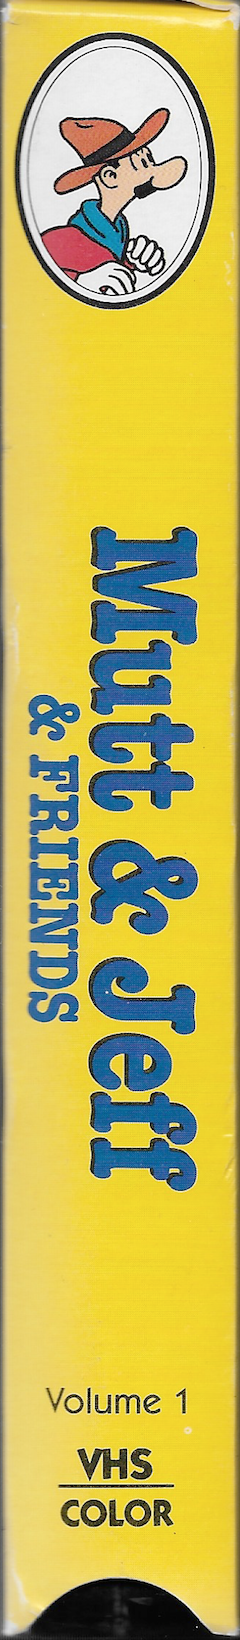 Mutt & Jeff
& FRIENDS
Volume 1
VHS
COLOR